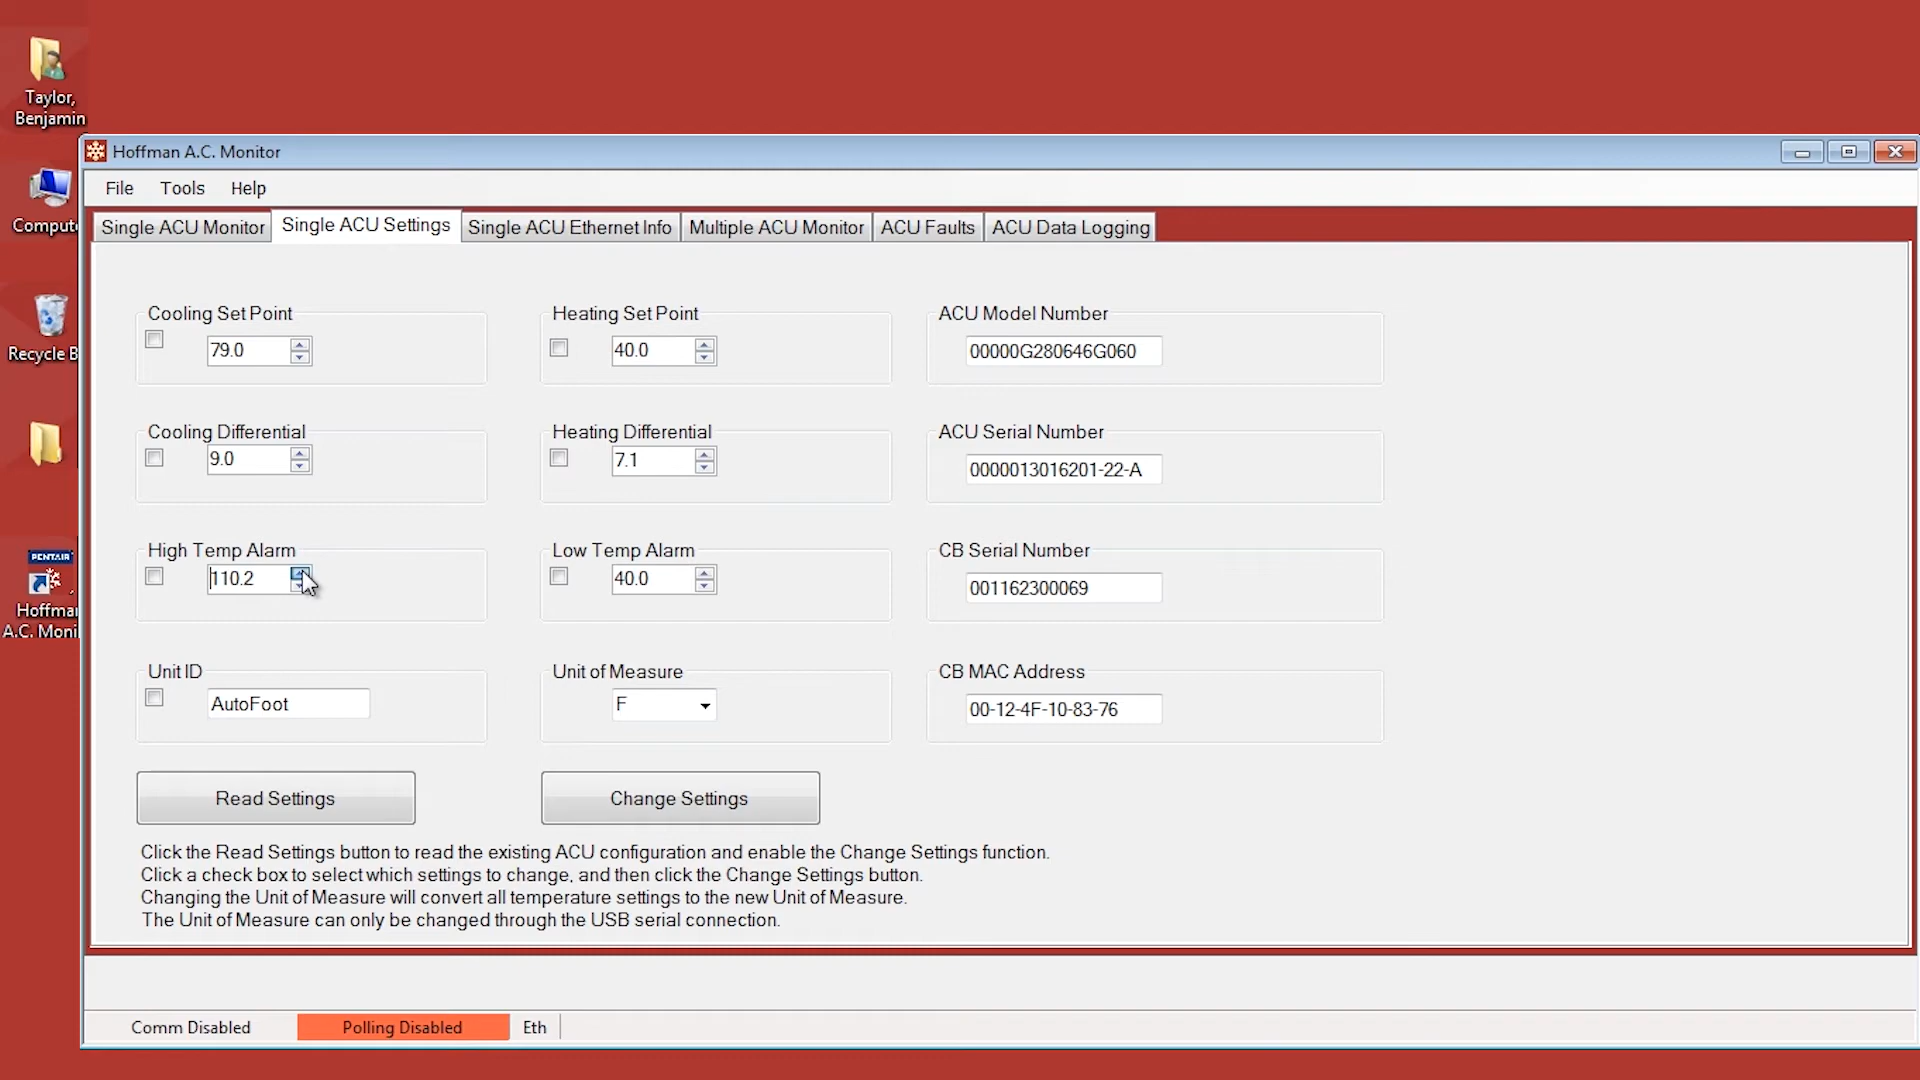 Taylor,
Benjamin
Hoffman A.C. Monitor
File Tools Help
Compute
Single ACU Monitor Single ACU Settings Single ACU Ethernet Info Multiple ACU Monitor ACU Faults ACU Data Logging
Recycle B
Cooling Set Point Heating Set Point ACU Model Number
79.0 40.0 00000G280646G060
Cooling Differential Heating Differential ACU Serial Number
9.0 7.1 0000013016201-22-A
High Temp Alarm Low Temp Alarm CB Serial Number
110.2 40.0 001162300069
PENTAIR
Hoffman
A.C. Moni
Unit ID Unit of Measure CB MAC Address
AutoFoot F 00-12-4F-10-83-76
Read Settings Change Settings
Click the Read Settings button to read the existing ACU configuration and enable the Change Settings function.
Click a check box to select which settings to change, and then click the Change Settings button.
Changing the Unit of Measure will convert all temperature settings to the new Unit of Measure.
The Unit of Measure can only be changed through the USB serial connection.
Comm Disabled Polling Disabled Eth